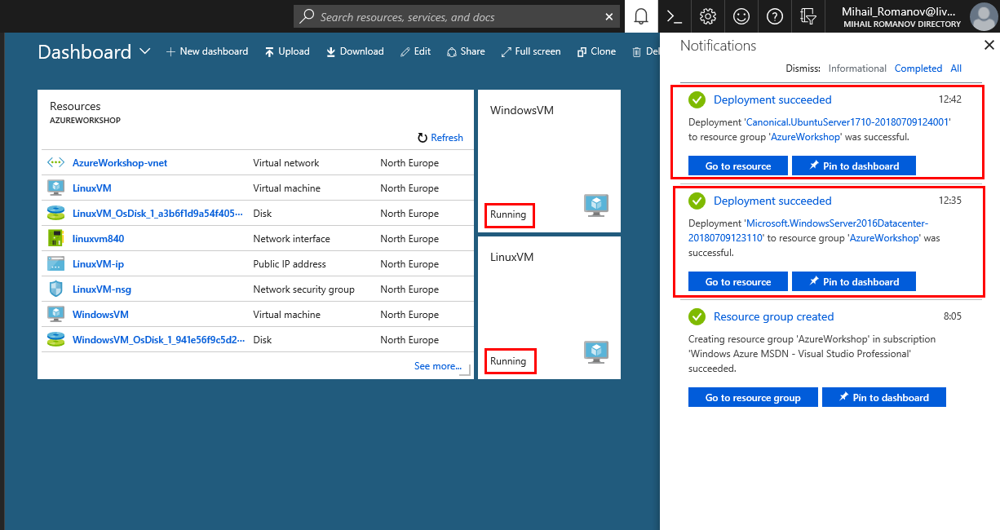 Search resources, services, and docs
Mihail_Romanov@liv...
MIHAIL ROMANOV DIRECTORY
Dashboard
New dashboard
Upload
Download
Edit
Share
Full screen
Clone
Del
Resources
AZUREWORKSHOP
Refresh
AzureWorkshop-vnet Virtual network North Europe
LinuxVM Virtual machine North Europe
LinuxVM_OsDisk_1_a3b6f1d9a54f405··· Disk North Europe
linuxvm840 Network interface North Europe
LinuxVM-ip Public IP address North Europe
LinuxVM-nsg Network security group North Europe
WindowsVM Virtual machine North Europe
WindowsVM_OsDisk_1_941e56f9c5d2··· Disk North Europe
See more...
WindowsVM
Running
LinuxVM
Running
Notifications
Dismiss: Informational Completed All
Deployment succeeded 12:42
Deployment 'Canonical.UbuntuServer1710-20180709124001'
to resource group 'AzureWorkshop' was successful.
Go to resource
Pin to dashboard
Deployment succeeded 12:35
Deployment 'Microsoft.WindowsServer2016Datacenter-
20180709123110' to resource group 'AzureWorkshop' was
successful.
Go to resource
Pin to dashboard
Resource group created 8:05
Creating resource group 'AzureWorkshop' in subscription
'Windows Azure MSDN - Visual Studio Professional'
succeeded.
Go to resource group
Pin to dashboard